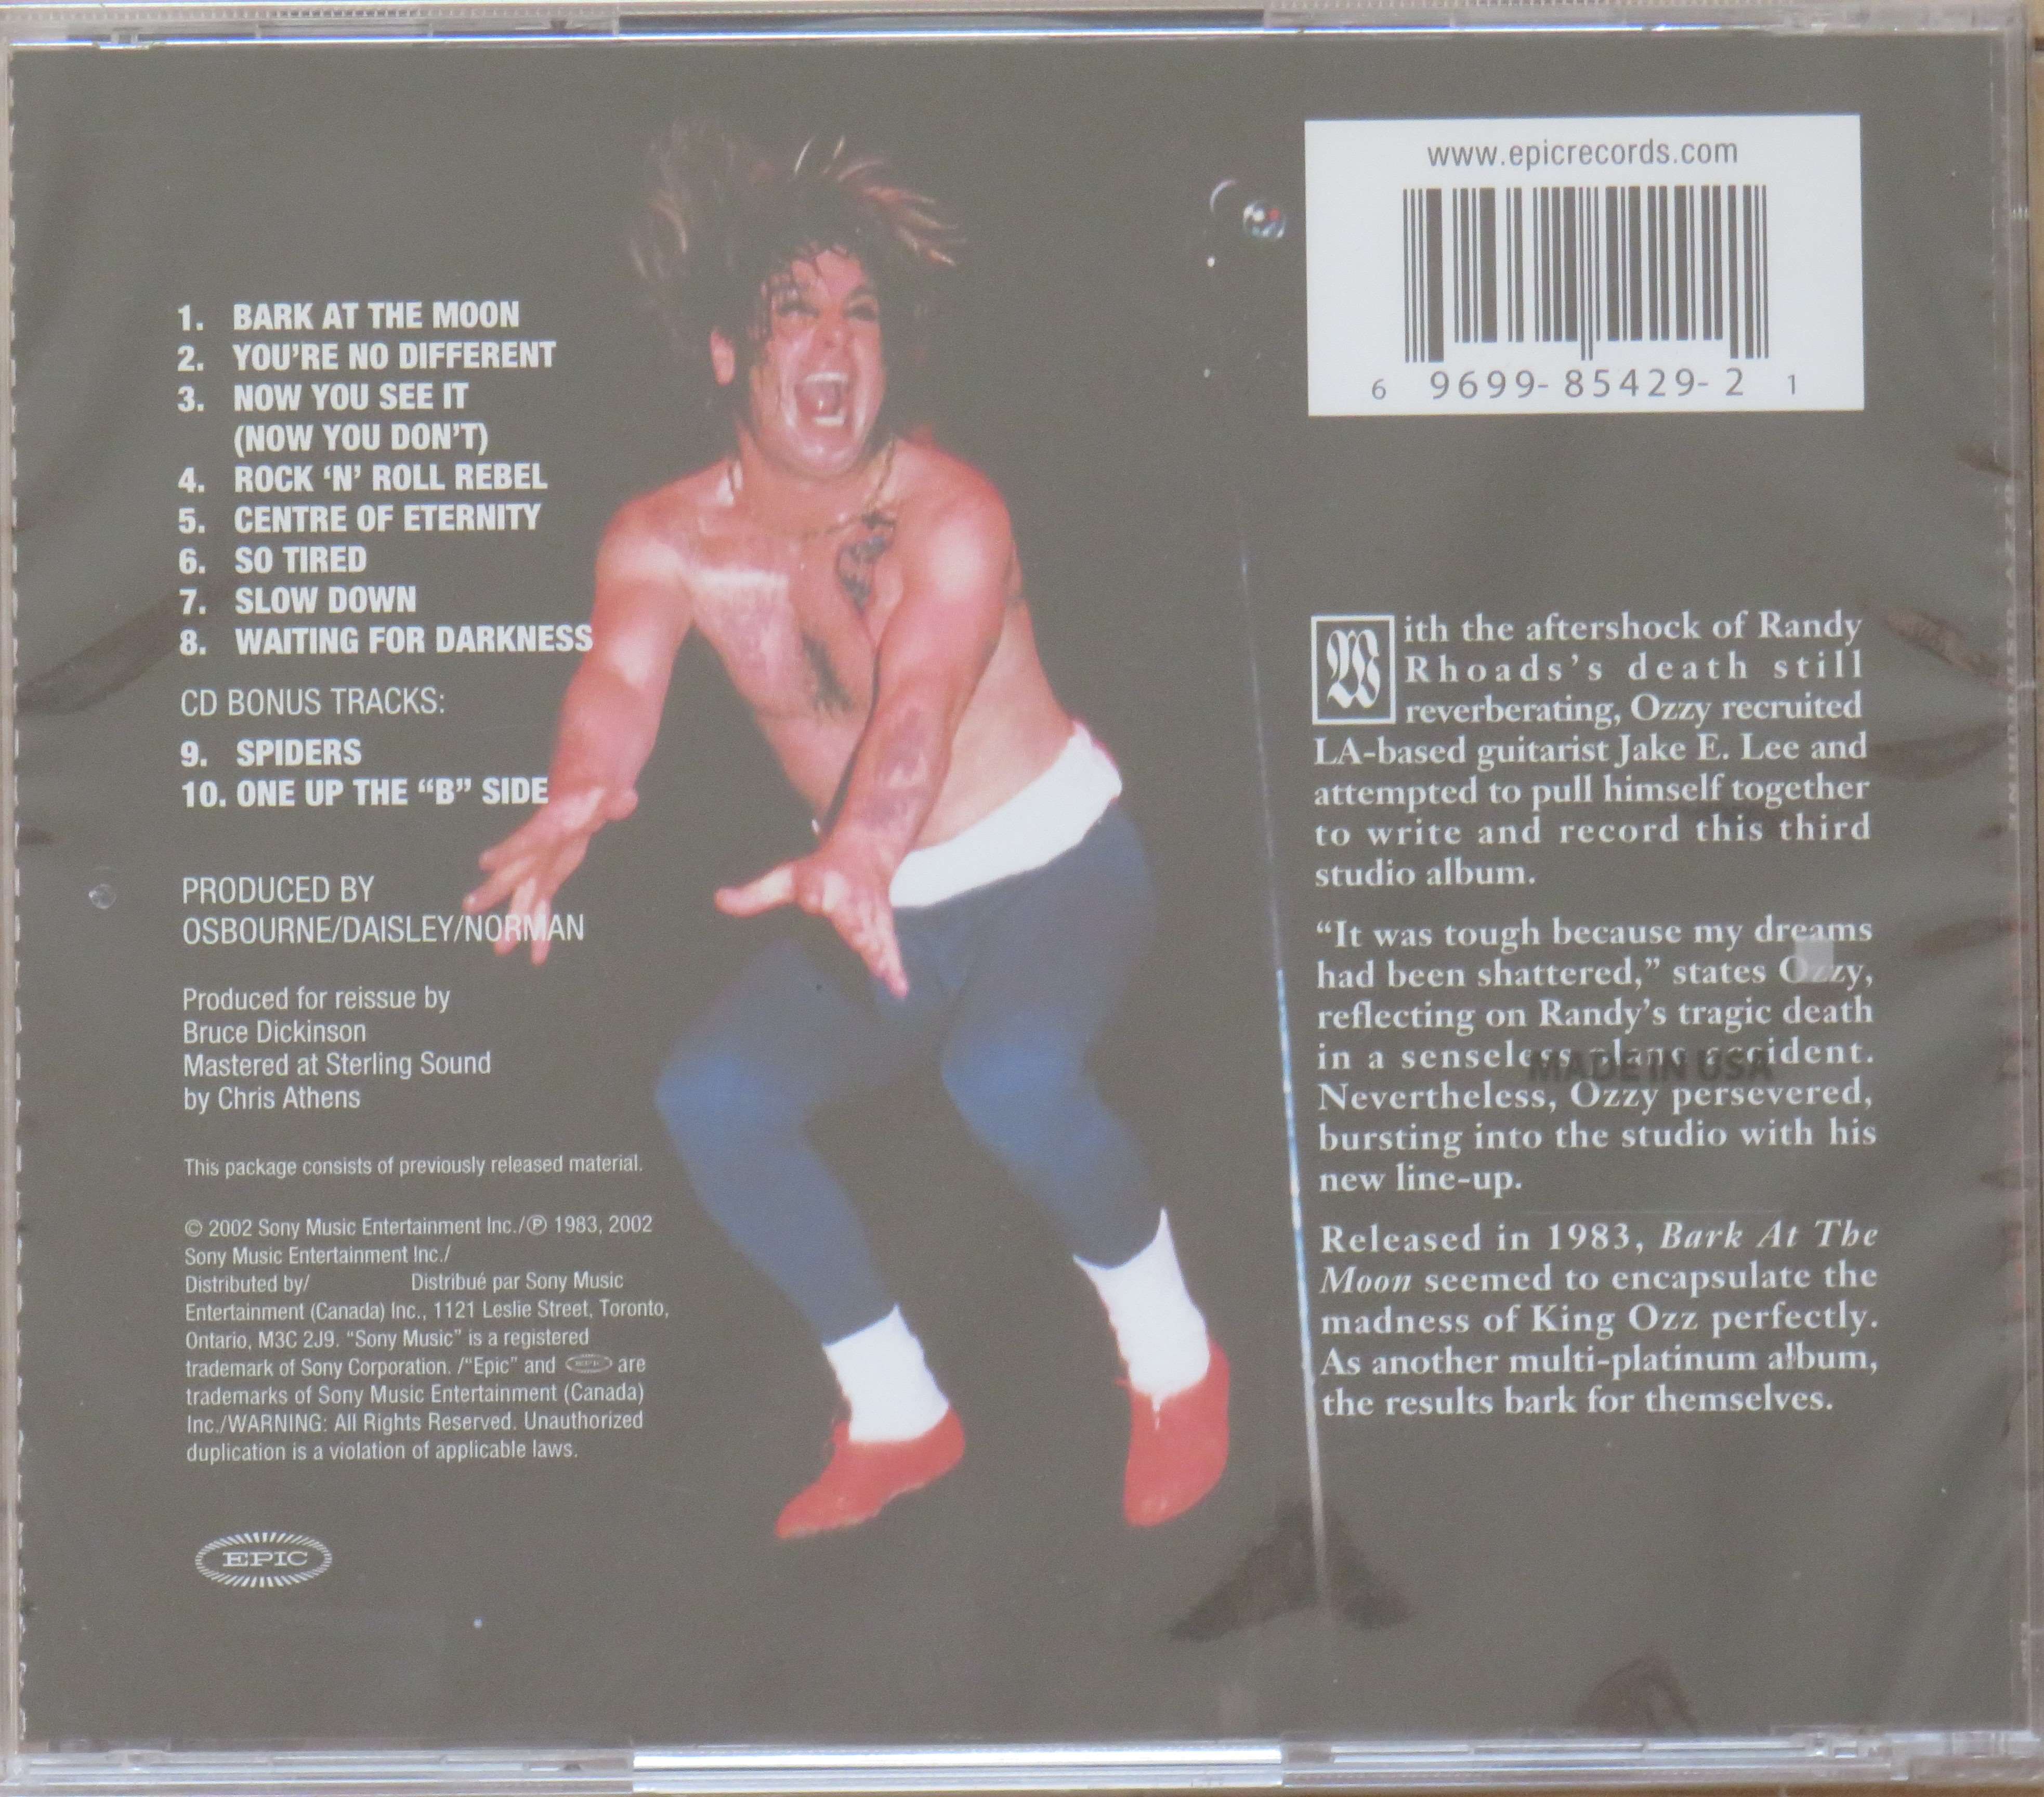 1. BARK AT THE MOON
2. YOU'RE NO DIFFERENT
3. NOW YOU SEE IT
(NOW YOU DON'T)
4. ROCK 'N' ROLL REBEL
5. CENTRE OF ETERNITY
6. SO TIRED
7. SLOW DOWN
8. WAITING FOR DARKNESS
CD BONUS TRACKS:
9. SPIDERS
10. ONE UP THE “B” SIDE
PRODUCED BY
OSBOURNE/DAISLEY/NORMAN
Produced for reissue by
Bruce Dickinson
Mastered at Sterling Sound
by Chris Athens
This package consists of previously released material.
© 2002 Sony Music Entertainment Inc./℗ 1983, 2002
Sony Music Entertainment Inc./
Distributed by/ Distribué par Sony Music
Entertainment (Canada) Inc., 1121 Leslie Street, Toronto,
Ontario, M3C 2J9. “Sony Music” is a registered
trademark of Sony Corporation. /“Epic” and EPIC are
trademarks of Sony Music Entertainment (Canada)
Inc./WARNING: All Rights Reserved. Unauthorized
duplication is a violation of applicable laws.
EPIC
www.epicrecords.com
6 9699-85429-2 1
With the aftershock of Randy
Rhoads's death still
reverberating, Ozzy recruited
LA-based guitarist Jake E. Lee and
attempted to pull himself together
to write and record this third
studio album.
“It was tough because my dreams
had been shattered,” states Ozzy,
reflecting on Randy's tragic death
in a senseless plane accident.
MADE IN USA
Nevertheless, Ozzy persevered,
bursting into the studio with his
new line-up.
Released in 1983, Bark At The
Moon seemed to encapsulate the
madness of King Ozz perfectly.
As another multi-platinum album,
the results bark for themselves.